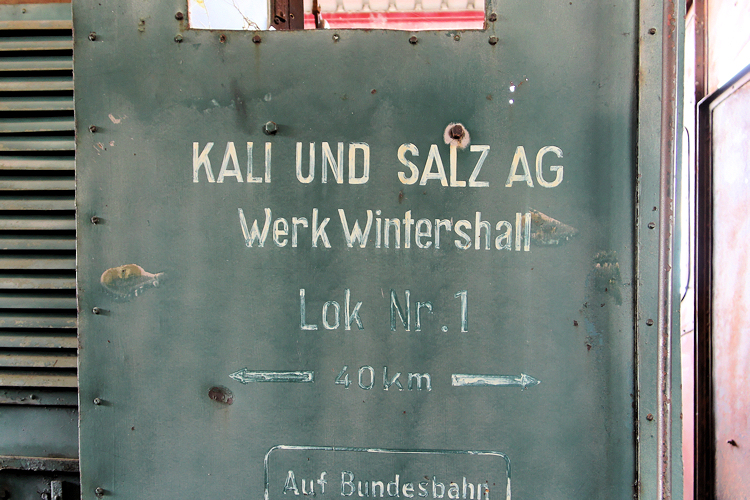 KALI UND SALZ AG
Werk Wintershall
Lok Nr. 1
40km
Auf Bundesbahn